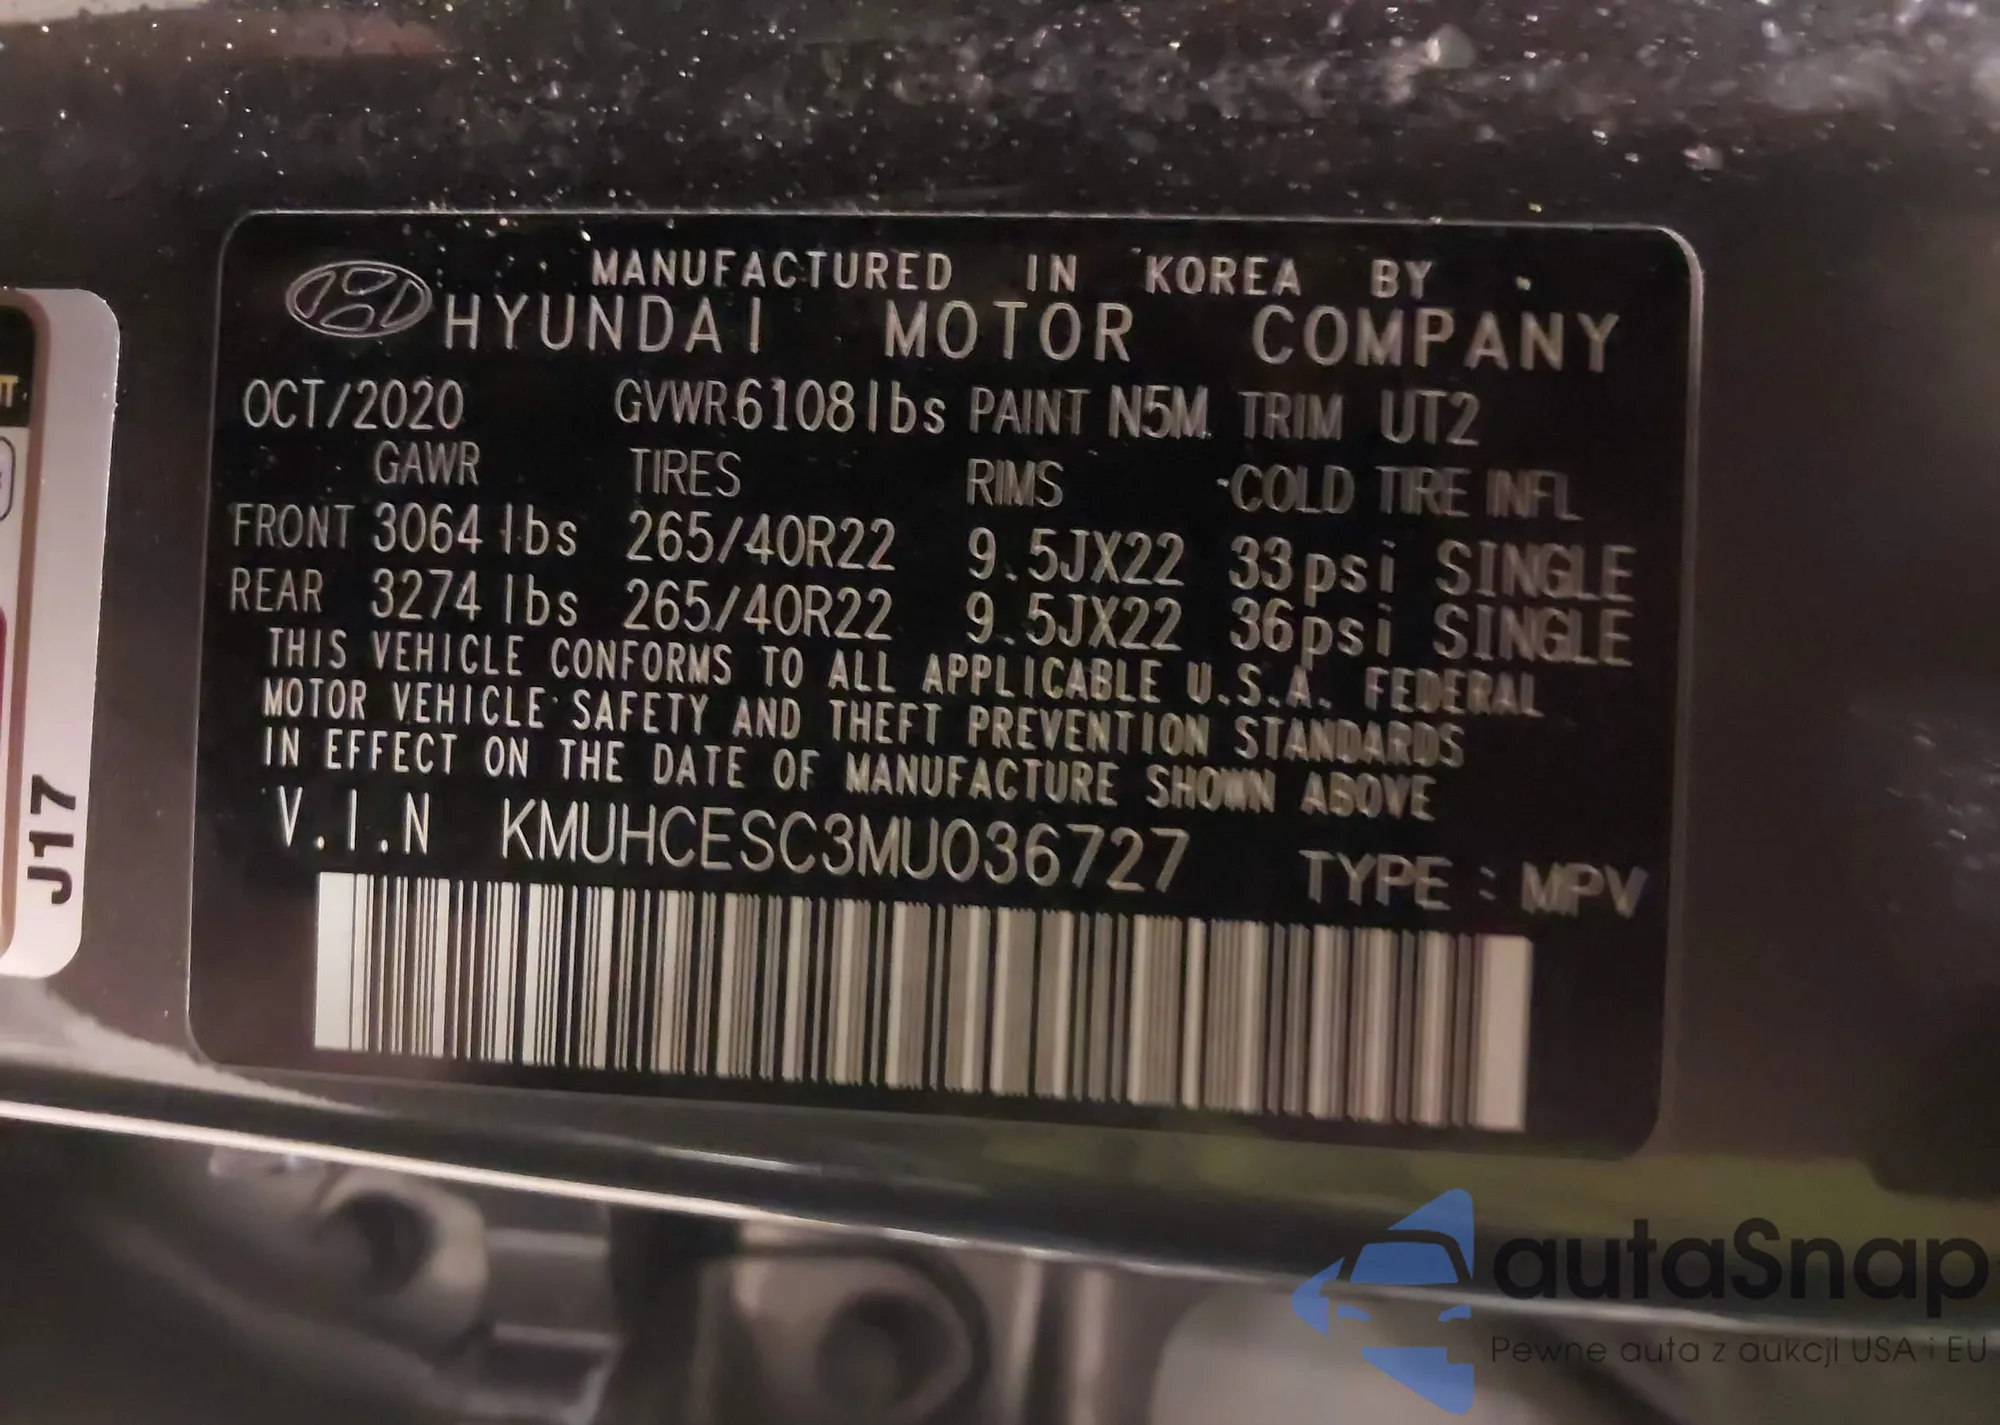 MANUFACTURED IN KOREA BY
HYUNDAI MOTOR COMPANY
OCT/2020 GVWR 6108lbs PAINT N5M TRIM UT2
GAWR TIRES RIMS COLD TIRE INFL
FRONT 3064 lbs 265/40R22 9.5JX22 33psi SINGLE
REAR 3274 lbs 265/40R22 9.5JX22 36psi SINGLE
THIS VEHICLE CONFORMS TO ALL APPLICABLE U.S.A. FEDERAL
MOTOR VEHICLE SAFETY AND THEFT PREVENTION STANDARDS
IN EFFECT ON THE DATE OF MANUFACTURE SHOWN ABOVE
V.I.N KMUHCESC3MU036727 TYPE : MPV
J17
autaSnap
Pewne auta z aukcji USA i EU